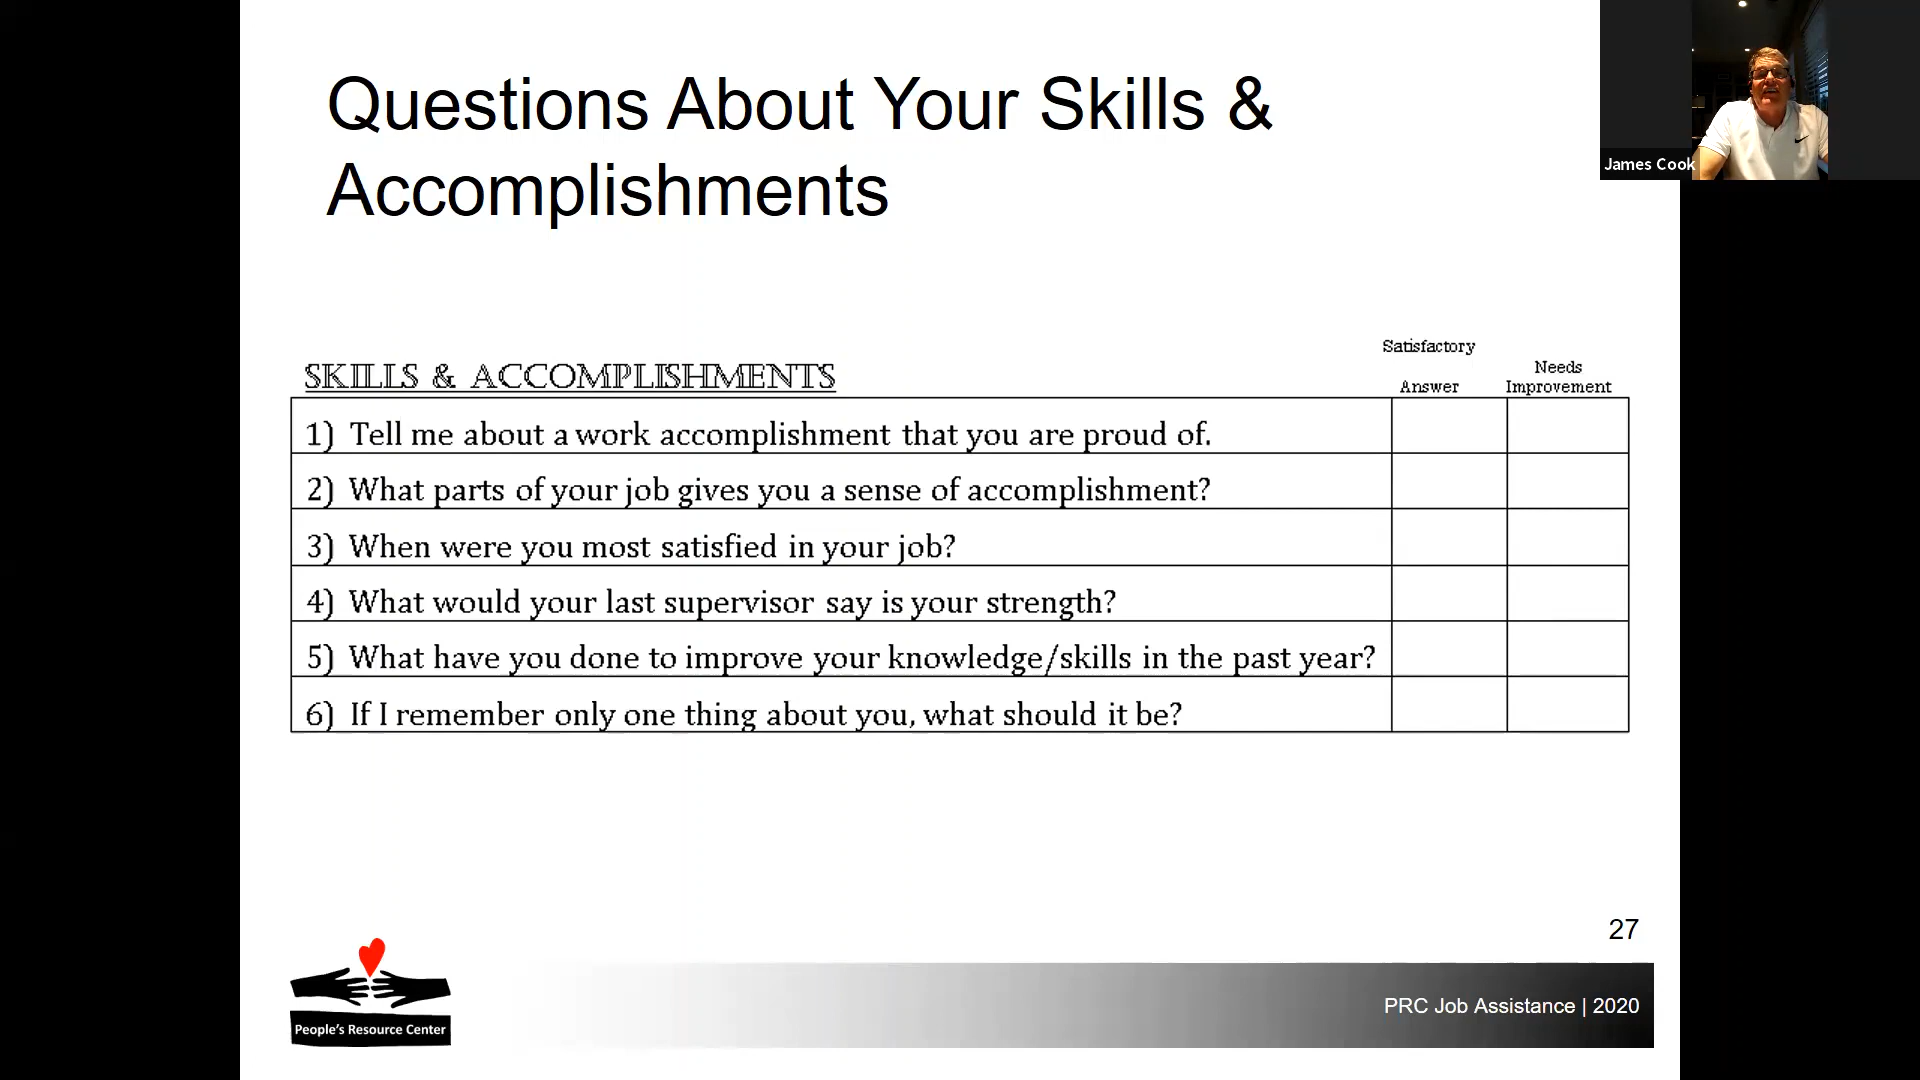 Questions About Your Skills &
Accomplishments
James Cook
Satisfactory
Answer
Needs
Improvement
SKILLS & ACCOMPLISHMENTS
1) Tell me about a work accomplishment that you are proud of.
2) What parts of your job gives you a sense of accomplishment?
3) When were you most satisfied in your job?
4) What would your last supervisor say is your strength?
5) What have you done to improve your knowledge/skills in the past year?
6) If I remember only one thing about you, what should it be?
27
People's Resource Center
PRC Job Assistance | 2020